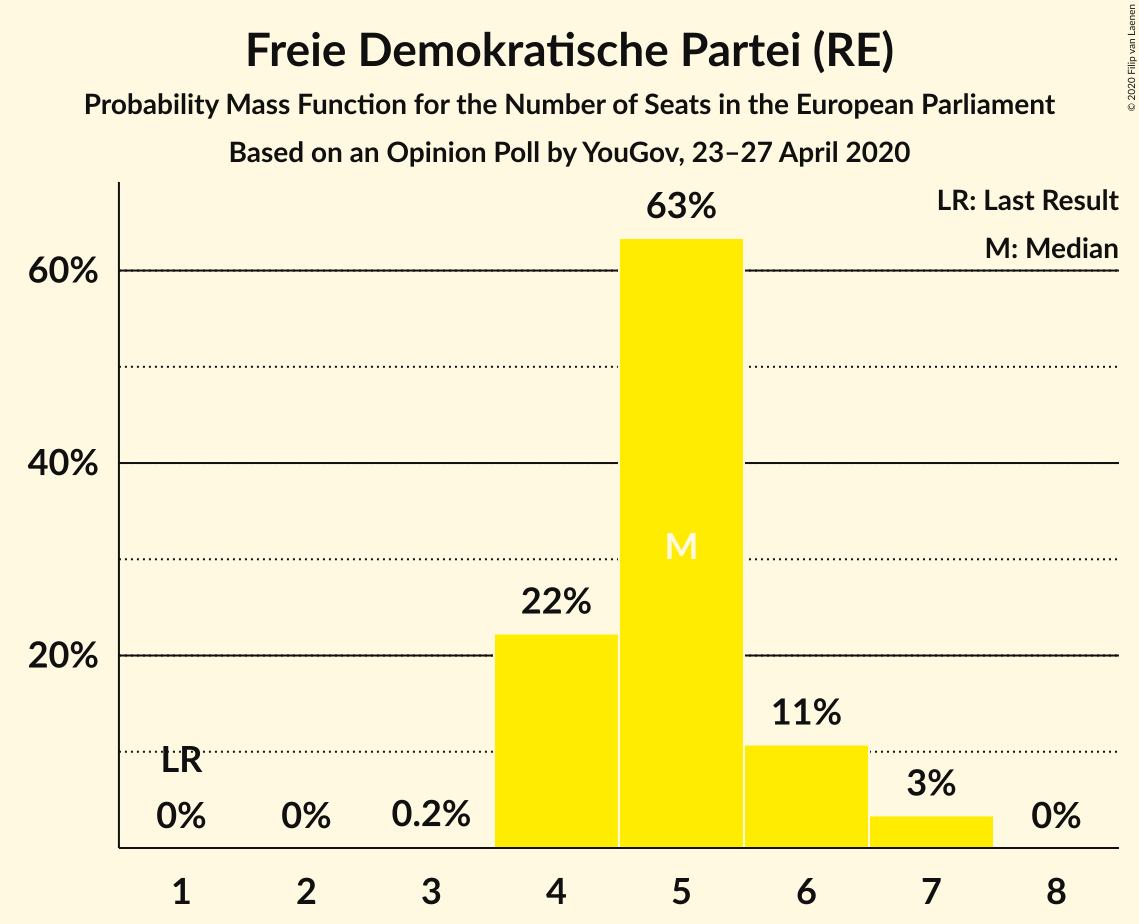 Freie Demokratische Partei (RE)
Probability Mass Function for the Number of Seats in the European Parliament
Based on an Opinion Poll by YouGov, 23–27 April 2020
© 2020 Filip van Laenen
LR: Last Result
M: Median
63%
60%
40%
M
22%
20%
11%
LR
3%
0%
0%
0.2%
0%
1
2
3
4
5
6
7
8